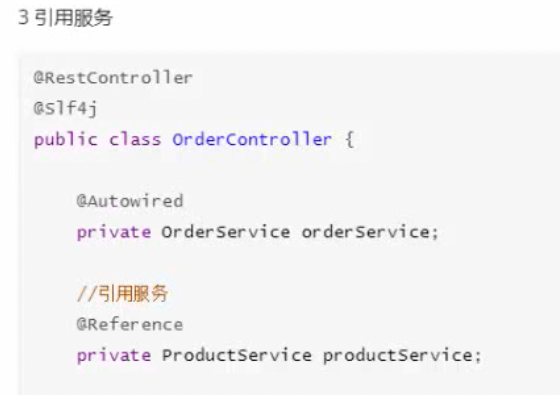 3 引用服务
@RestController
@Slf4j
public class OrderController {
@Autowired
private OrderService orderService;
//引用服务
@Reference
private ProductService productService;